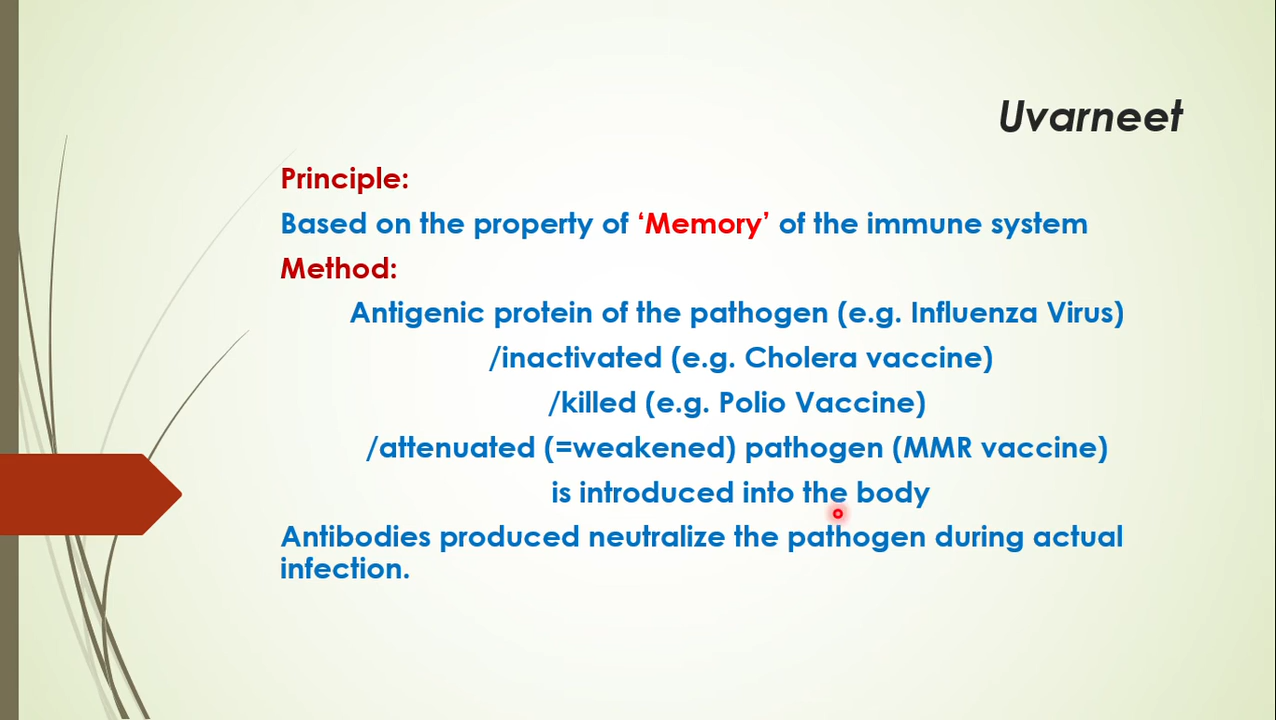 Uvarneet
Principle:
Based on the property of ‘Memory’ of the immune system
Method:
Antigenic protein of the pathogen (e.g. Influenza Virus)
/inactivated (e.g. Cholera vaccine)
/killed (e.g. Polio Vaccine)
/attenuated (=weakened) pathogen (MMR vaccine)
is introduced into the body
Antibodies produced neutralize the pathogen during actual
infection.